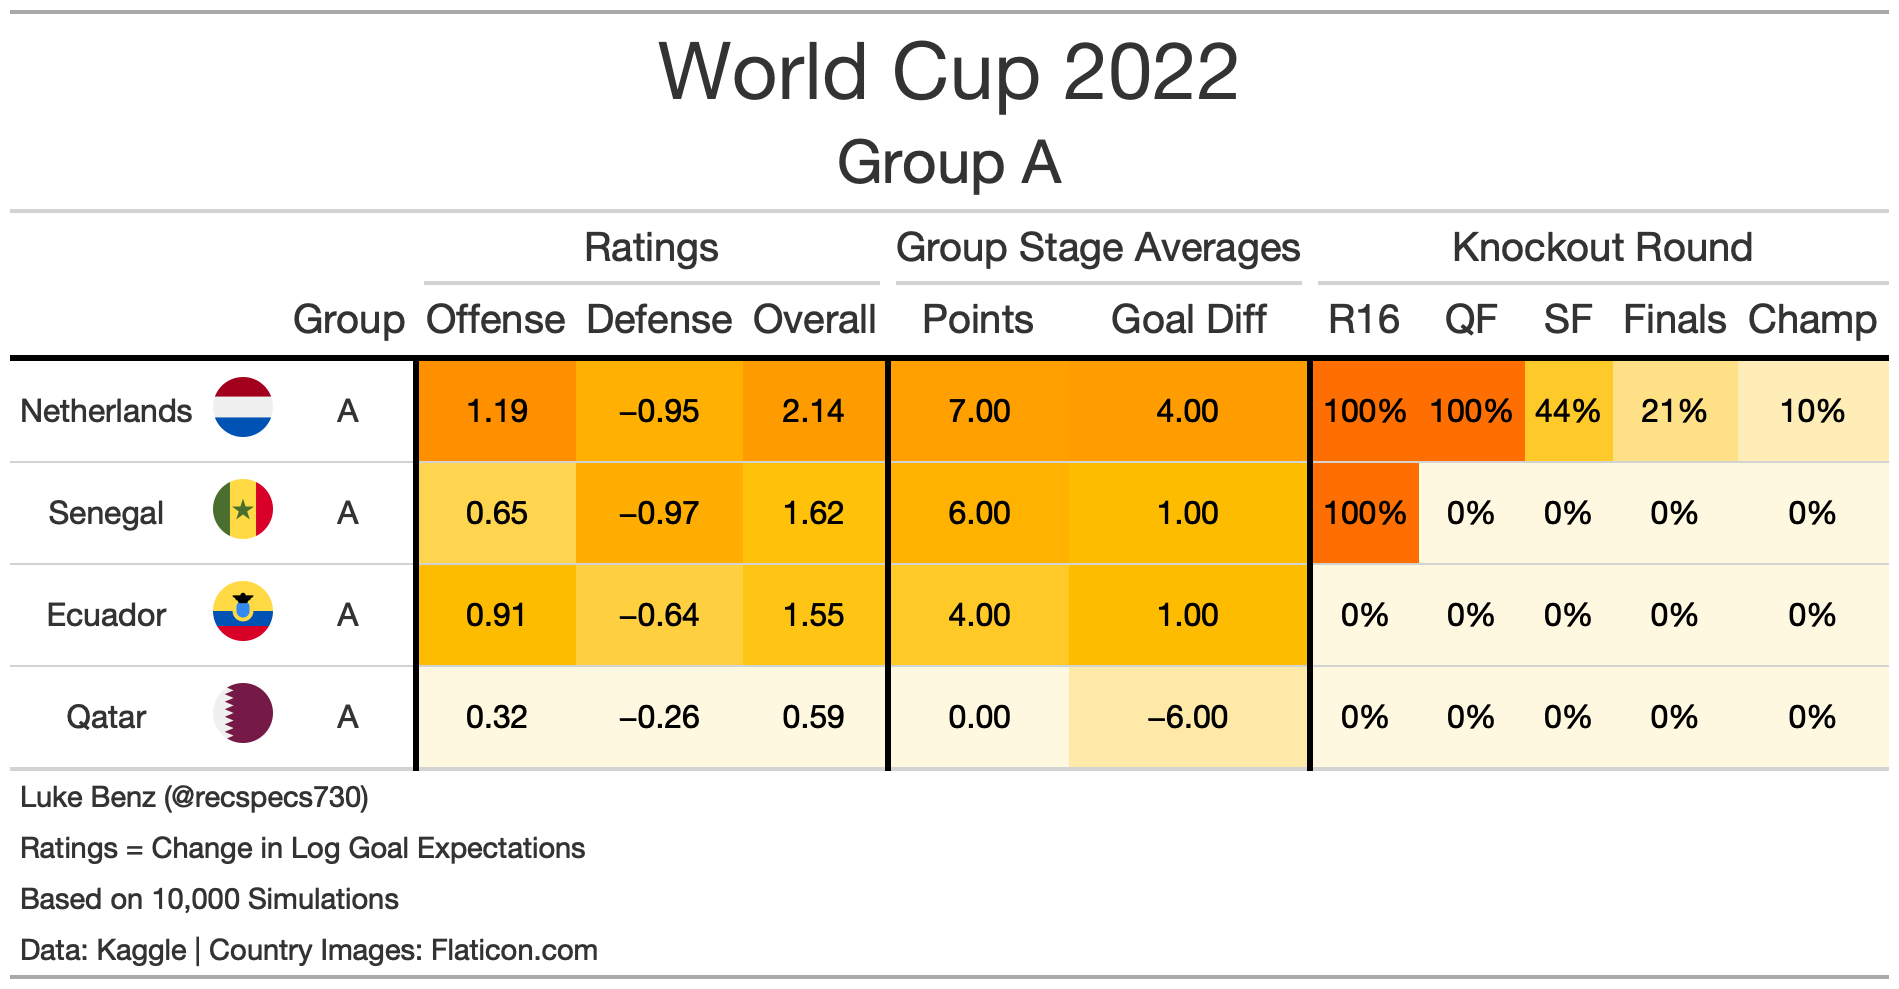 World Cup 2022
Group A
Ratings Group Stage Averages Knockout Round
Group Offense Defense Overall Points Goal Diff R16 QF SF Finals Champ
Netherlands A 1.19 −0.95 2.14 7.00 4.00 100% 100% 44% 21% 10%
Senegal A 0.65 −0.97 1.62 6.00 1.00 100% 0% 0% 0% 0%
Ecuador A 0.91 −0.64 1.55 4.00 1.00 0% 0% 0% 0% 0%
Qatar A 0.32 −0.26 0.59 0.00 −6.00 0% 0% 0% 0% 0%
Luke Benz (@recspecs730)
Ratings = Change in Log Goal Expectations
Based on 10,000 Simulations
Data: Kaggle | Country Images: Flaticon.com